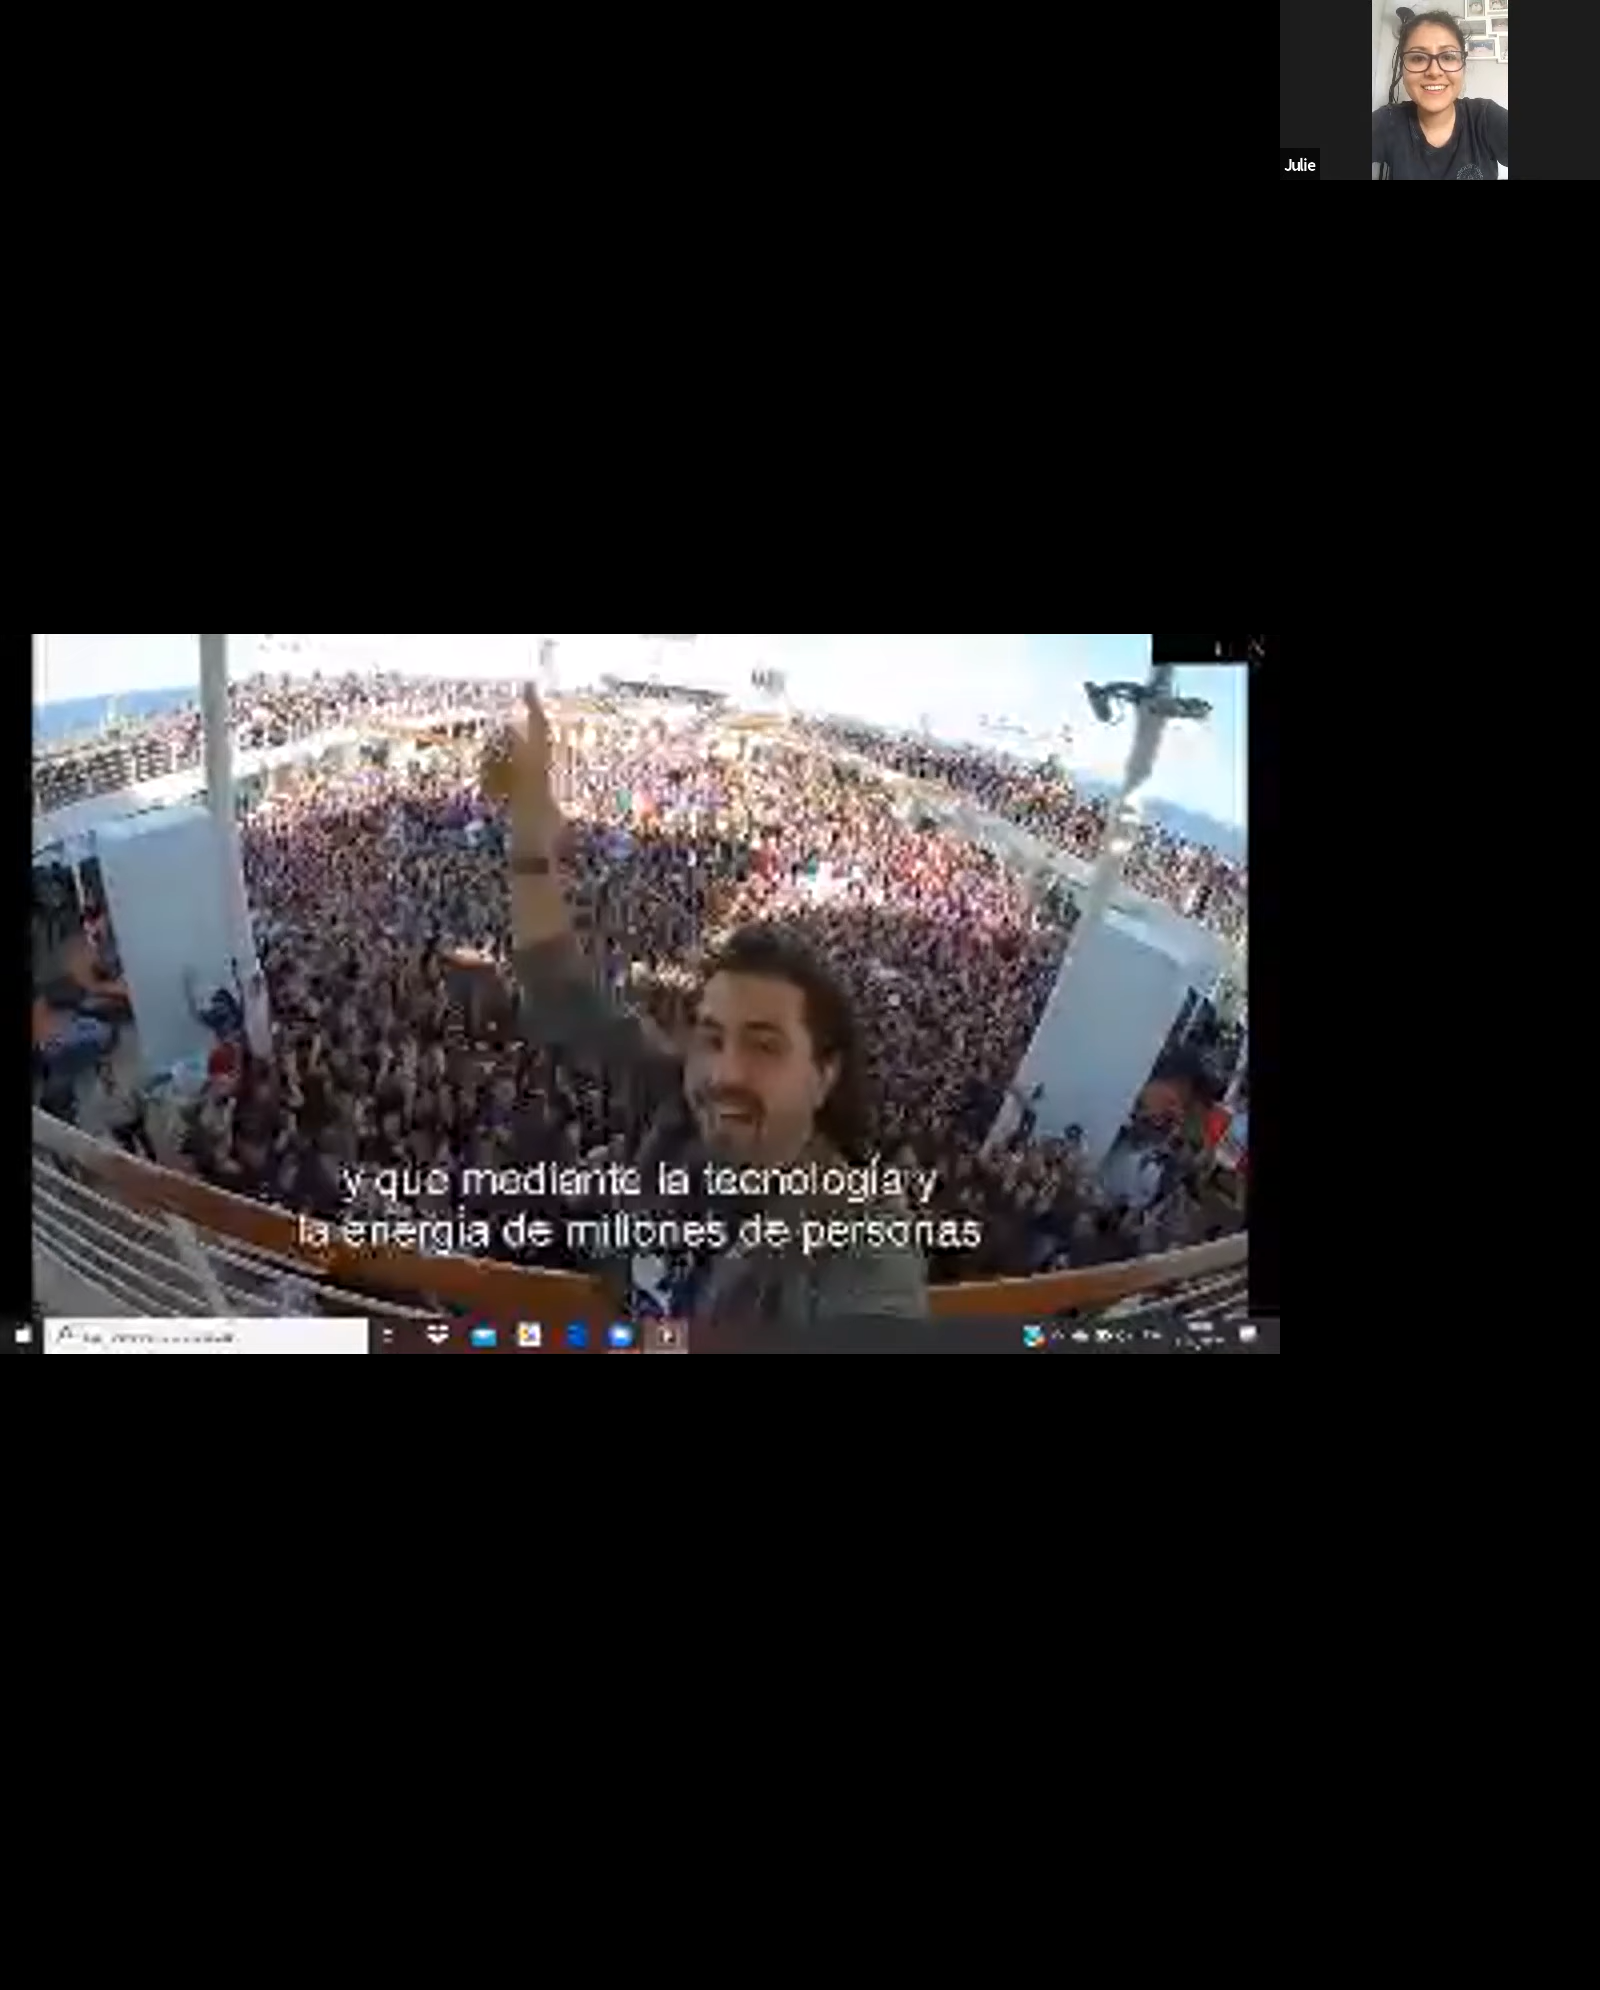 Julie
y que mediante la tecnología y
la energía de millones de personas